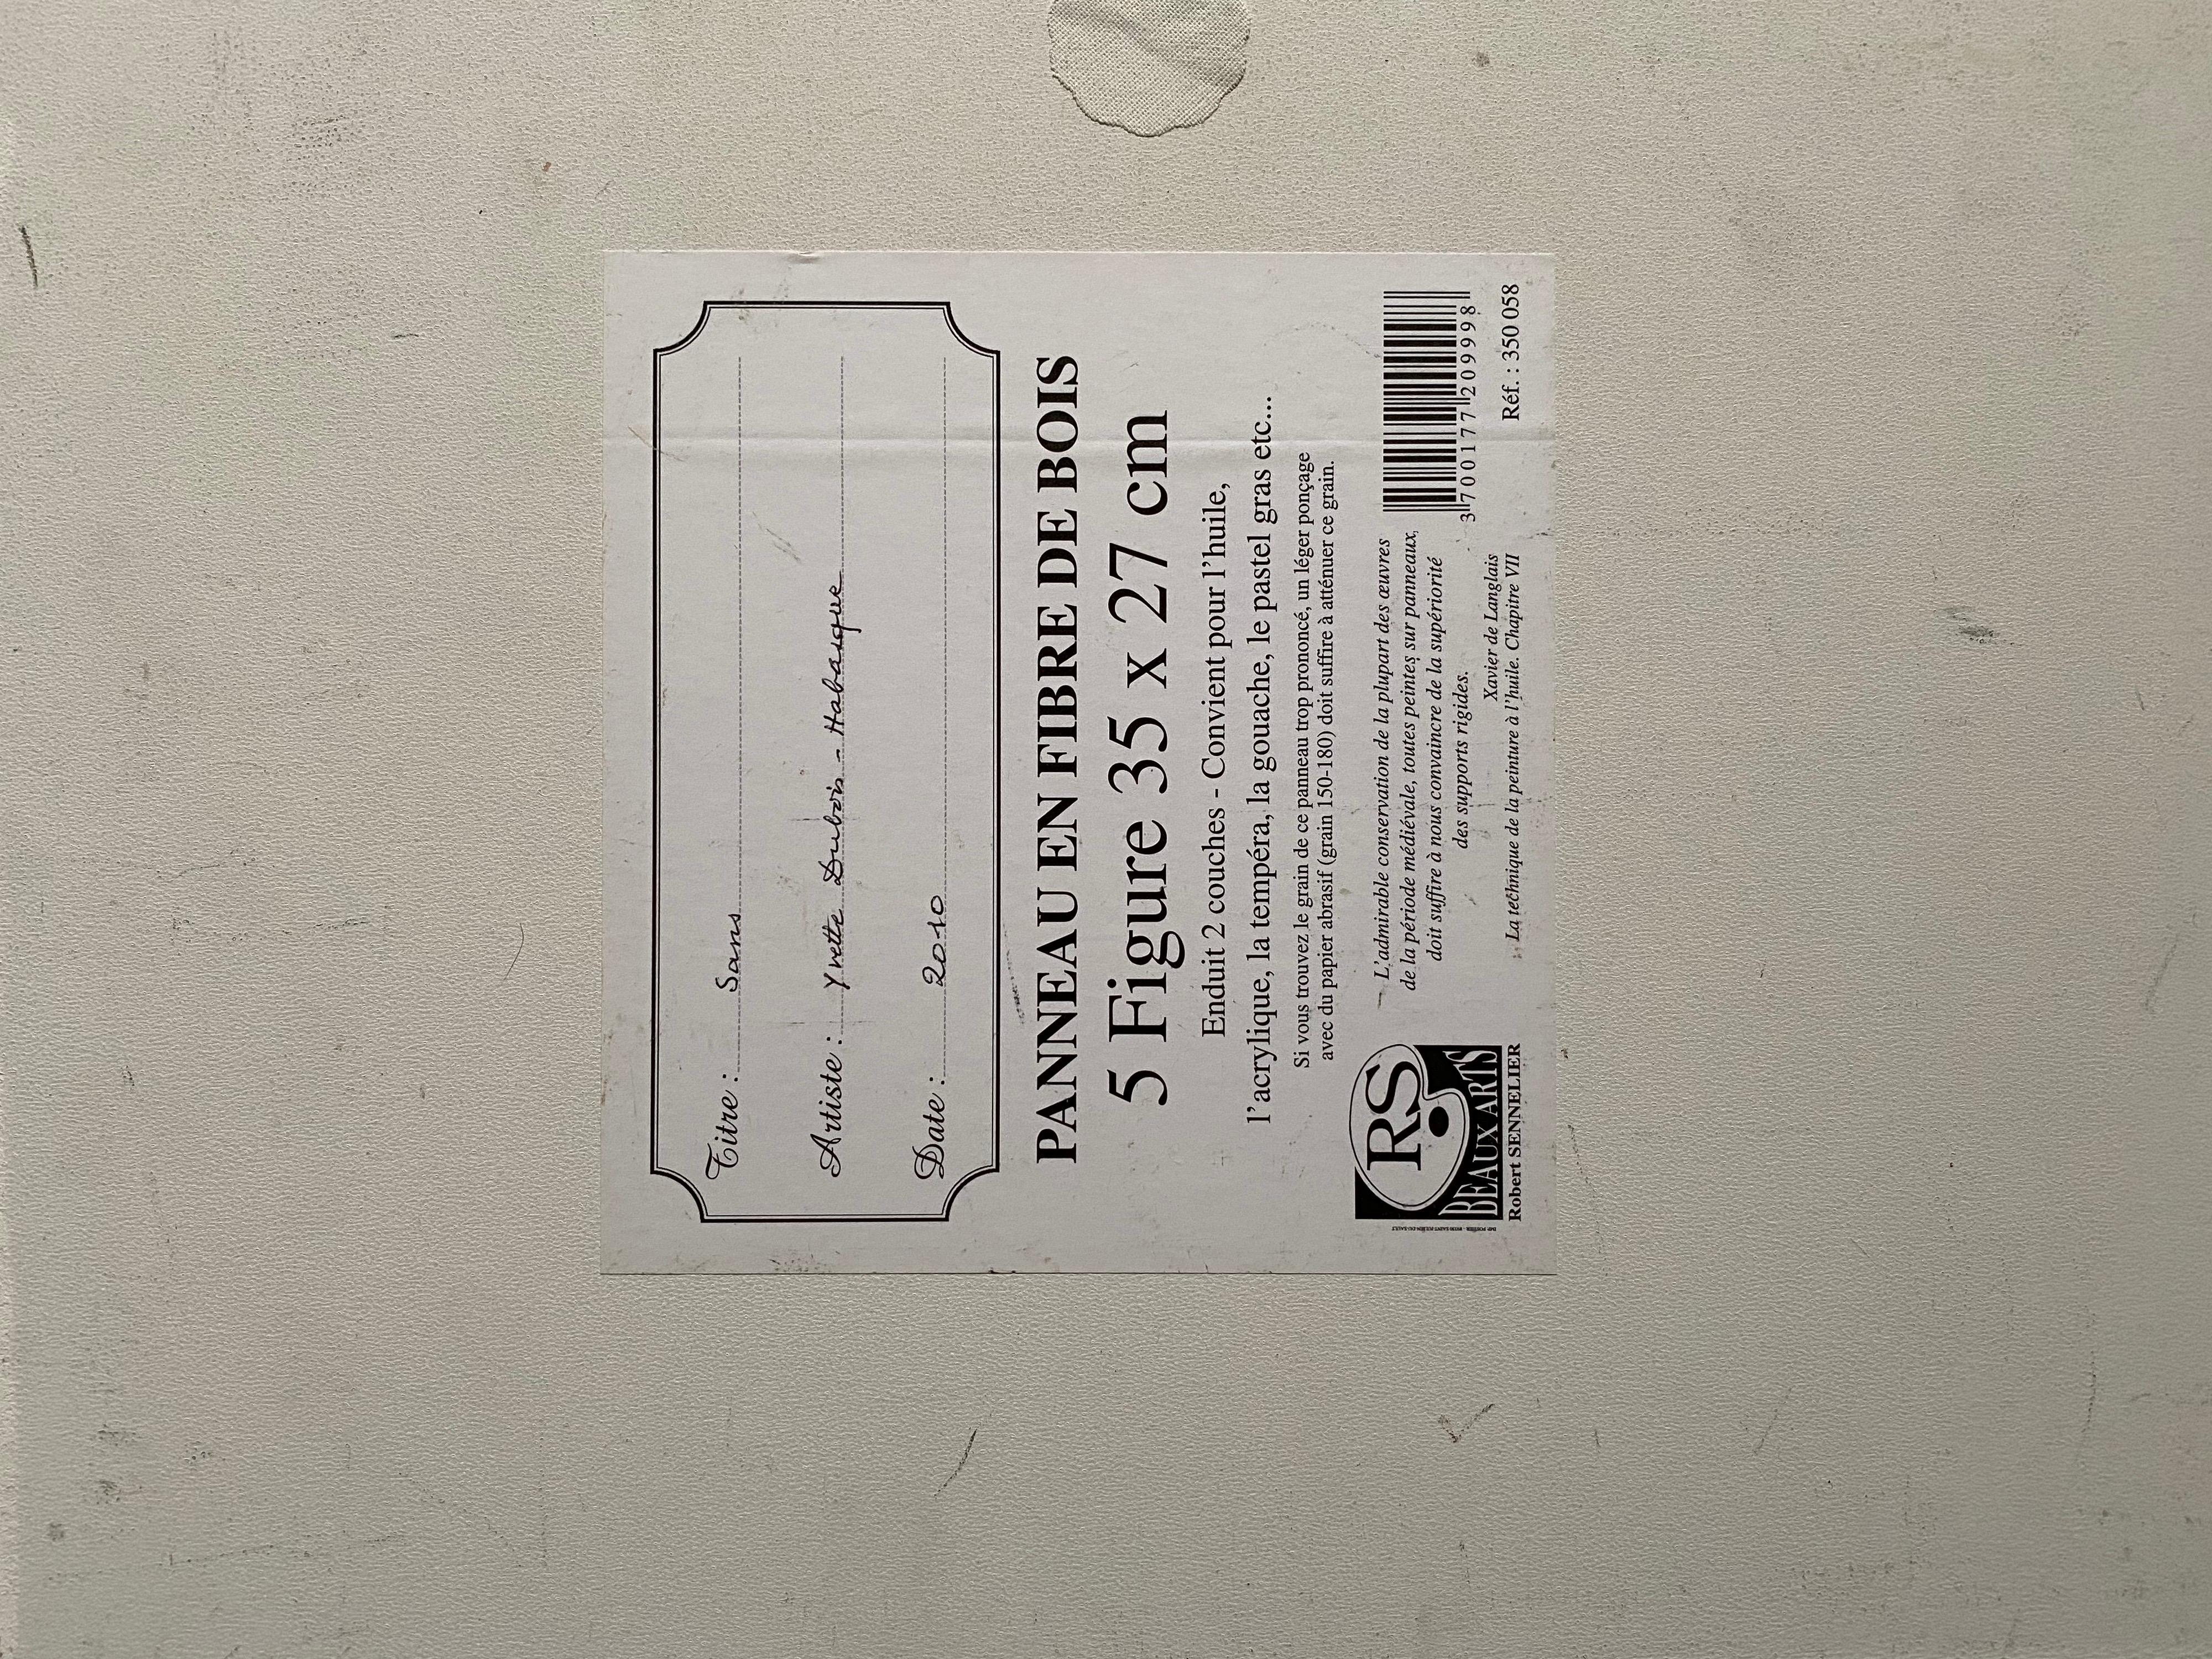 Titre : Sans
Artiste : Yvette Dubois - Habasque
Date : 2010
PANNEAU EN FIBRE DE BOIS
5 Figure 35 x 27 cm
Enduit 2 couches - Convient pour l'huile,
l'acrylique, la tempéra, la gouache, le pastel gras etc...
Si vous trouvez le grain de ce panneau trop prononcé, un léger ponçage
avec du papier abrasif (grain 150-180) doit suffire à atténuer ce grain.
RS
BEAUX ARTS
Robert SENNELIER
L'admirable conservation de la plupart des œuvres
de la période médiévale, toutes peintes sur panneaux,
doit suffire à nous convaincre de la supériorité
des supports rigides.
Xavier de Langlais
La technique de la peinture à l'huile. Chapitre VII
3 700177 209998
Réf. : 350 058